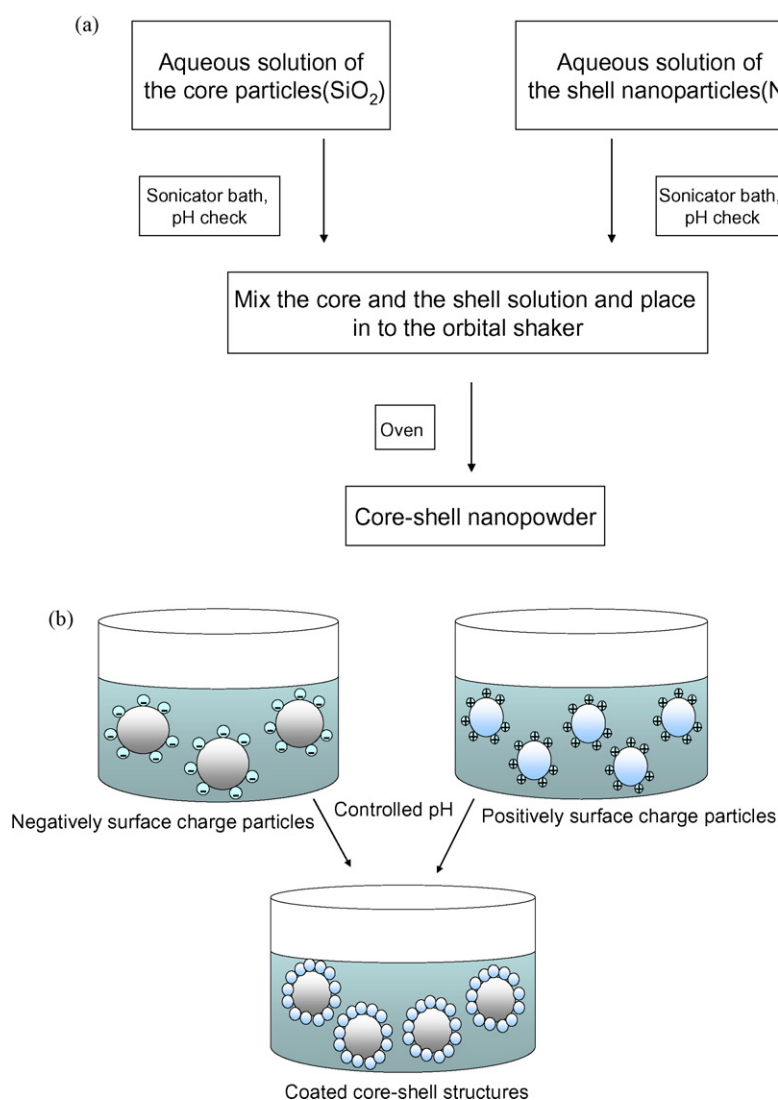 (a)
Aqueous solution of
the core particles(SiO₂)
Aqueous solution of
the shell nanoparticles(N
Sonicator bath,
pH check
Sonicator bath,
pH check
Mix the core and the shell solution and place
in to the orbital shaker
Oven
Core-shell nanopowder
(b)
Negatively surface charge particles
Controlled pH
Positively surface charge particles
Coated core-shell structures